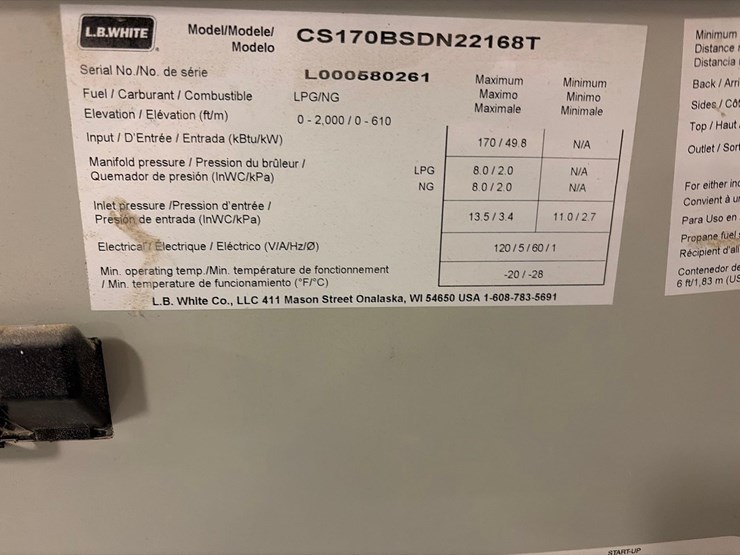 L.B.WHITE
Model/Modele/ CS170BSDN22168T
Modelo
Serial No./No. de série L000580261
Fuel / Carburant / Combustible LPG/NG
Elevation / Elévation (ft/m) 0 - 2,000 / 0 - 610
Maximum Minimum
Maximo Minimo
Maximale Minimale
Input / D'Entrée / Entrada (kBtu/kW) 170 / 49.8 N/A
Manifold pressure / Pression du brûleur / LPG 8.0 / 2.0 N/A
Quemador de presión (InWC/kPa) NG 8.0 / 2.0 N/A
Inlet pressure /Pression d'entrée /
Presión de entrada (InWC/kPa) 13.5 / 3.4 11.0 / 2.7
Electrical / Électrique / Eléctrico (V/A/Hz/Ø) 120 / 5 / 60 / 1
Min. operating temp./Min. température de fonctionnement
/ Min. temperature de funcionamiento (°F/°C) -20 / -28
L.B. White Co., LLC 411 Mason Street Onalaska, WI 54650 USA 1-608-783-5691
Minimum
Distance
Distancia
Back / Arri
Sides / Côt
Top / Haut
Outlet / Sort
For either inc
Convient à u
Para Uso en
Propane fuel
Récipient d'ali
Contenedor de
6 ft/1,83 m (US
START-UP